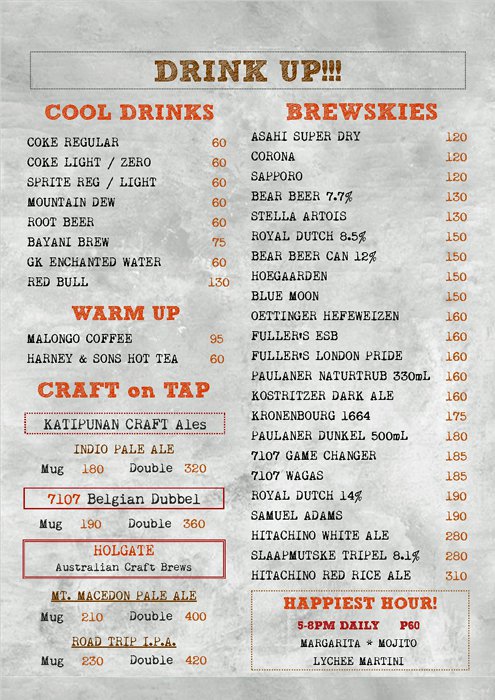 DRINK UP!!!
COOL DRINKS
COKE REGULAR 60
COKE LIGHT / ZERO 60
SPRITE REG / LIGHT 60
MOUNTAIN DEW 60
ROOT BEER 60
BAYANI BREW 75
GK ENCHANTED WATER 60
RED BULL 130
WARM UP
MALONGO COFFEE 95
HARNEY & SONS HOT TEA 60
CRAFT on TAP
KATIPUNAN CRAFT Ales
INDIO PALE ALE
Mug 180 Double 320
7107 Belgian Dubbel
Mug 190 Double 360
HOLGATE
Australian Craft Brews
MT. MACEDON PALE ALE
Mug 210 Double 400
ROAD TRIP I.P.A.
Mug 230 Double 420
BREWSKIES
ASAHI SUPER DRY 120
CORONA 120
SAPPORO 120
BEAR BEER 7.7% 130
STELLA ARTOIS 130
ROYAL DUTCH 8.5% 150
BEAR BEER CAN 12% 150
HOEGAARDEN 150
BLUE MOON 150
OETTINGER HEFEWEIZEN 160
FULLER'S ESB 160
FULLER'S LONDON PRIDE 160
PAULANER NATURTRUB 330mL 160
KOSTRITZER DARK ALE 160
KRONENBOURG 1664 175
PAULANER DUNKEL 500mL 180
7107 GAME CHANGER 185
7107 WAGAS 185
ROYAL DUTCH 14% 190
SAMUEL ADAMS 190
HITACHINO WHITE ALE 280
SLAAPMUTSKE TRIPEL 8.1% 280
HITACHINO RED RICE ALE 310
HAPPIEST HOUR!
5-8PM DAILY P60
MARGARITA * MOJITO
LYCHEE MARTINI